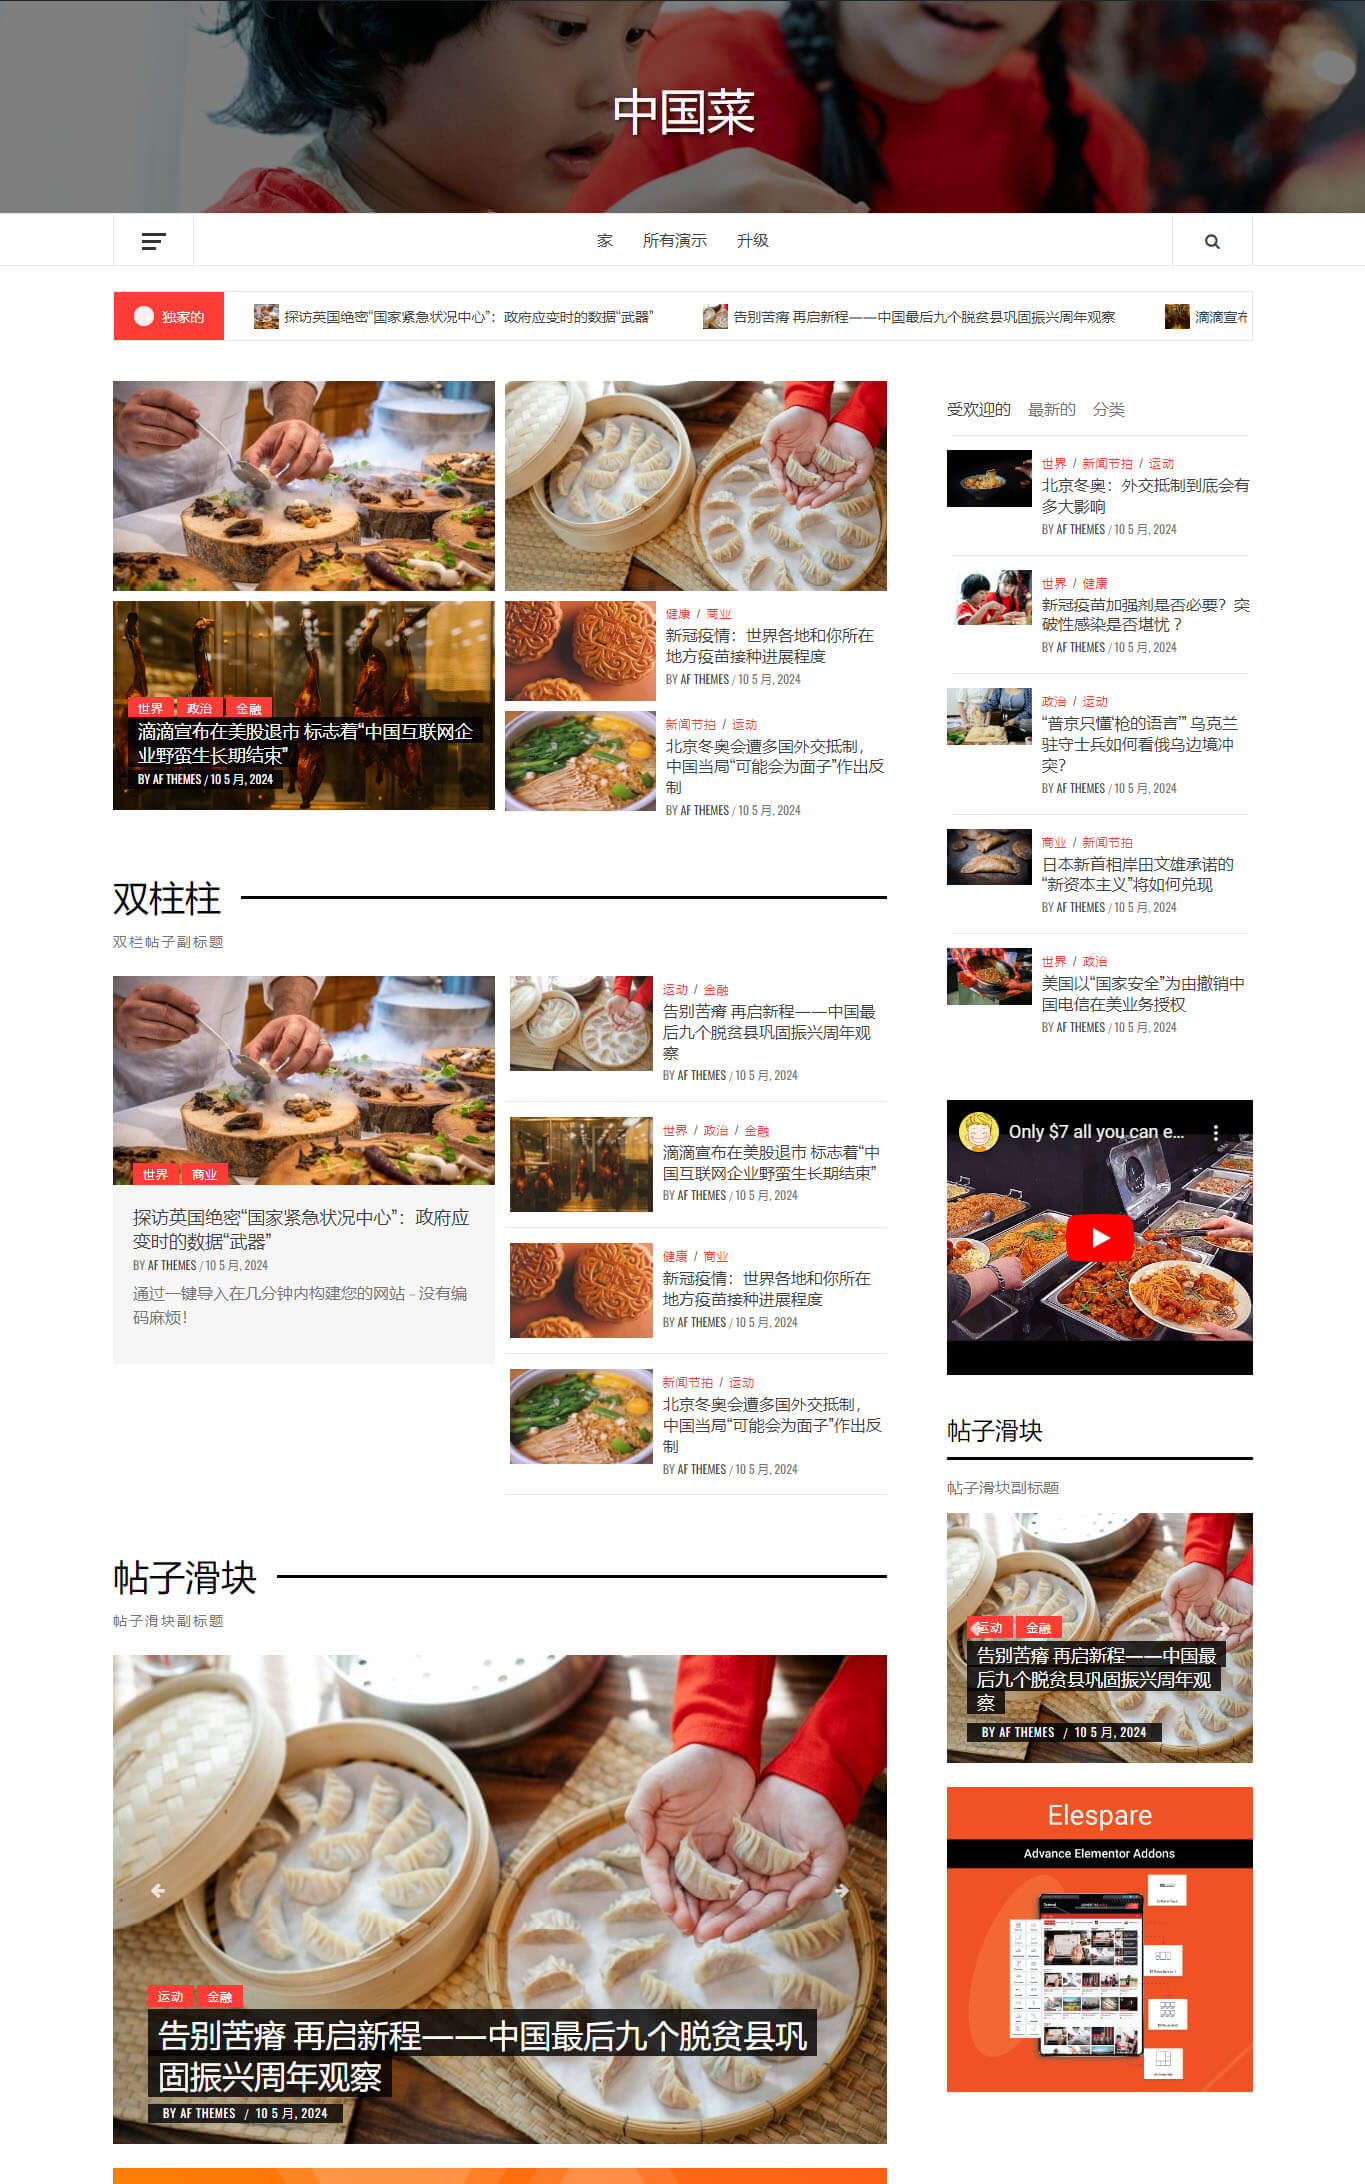 中国菜
家 所有演示 升级
独家的 探访英国绝密“国家紧急状况中心”：政府应变时的数据“武器” 告别苦瘠 再启新程——中国最后九个脱贫县巩固振兴周年观察 滴滴宣布
世界 政治 金融
滴滴宣布在美股退市 标志着“中国互联网企
业野蛮生长期结束”
BY AF THEMES / 10 5 月, 2024
健康 / 商业
新冠疫情：世界各地和你所在
地方疫苗接种进展程度
BY AF THEMES / 10 5 月, 2024
新闻节拍 / 运动
北京冬奥会遭多国外交抵制，
中国当局“可能会为面子”作出反
制
BY AF THEMES / 10 5 月, 2024
受欢迎的 最新的 分类
世界 / 新闻节拍 / 运动
北京冬奥：外交抵制到底会有
多大影响
BY AF THEMES / 10 5 月, 2024
世界 / 健康
新冠疫苗加强剂是否必要？突
破性感染是否堪忧？
BY AF THEMES / 10 5 月, 2024
政治 / 运动
“普京只懂‘枪的语言’” 乌克兰
驻守士兵如何看俄乌边境冲
突？
BY AF THEMES / 10 5 月, 2024
商业 / 新闻节拍
日本新首相岸田文雄承诺的
“新资本主义”将如何兑现
BY AF THEMES / 10 5 月, 2024
世界 / 政治
美国以“国家安全”为由撤销中
国电信在美业务授权
BY AF THEMES / 10 5 月, 2024
双柱柱
双栏帖子副标题
世界 商业
探访英国绝密“国家紧急状况中心”：政府应
变时的数据“武器”
BY AF THEMES / 10 5 月, 2024
通过一键导入在几分钟内构建您的网站 – 没有编
码麻烦！
运动 / 金融
告别苦瘠 再启新程——中国最
后九个脱贫县巩固振兴周年观
察
BY AF THEMES / 10 5 月, 2024
世界 / 政治 / 金融
滴滴宣布在美股退市 标志着“中
国互联网企业野蛮生长期结束”
BY AF THEMES / 10 5 月, 2024
健康 / 商业
新冠疫情：世界各地和你所在
地方疫苗接种进展程度
BY AF THEMES / 10 5 月, 2024
新闻节拍 / 运动
北京冬奥会遭多国外交抵制，
中国当局“可能会为面子”作出反
制
BY AF THEMES / 10 5 月, 2024
Only $7 all you can e...
帖子滑块
帖子滑块副标题
运动 金融
告别苦瘠 再启新程——中国最
后九个脱贫县巩固振兴周年观
察
BY AF THEMES / 10 5 月, 2024
Elespare
Advance Elementor Addons
帖子滑块
帖子滑块副标题
运动 金融
告别苦瘠 再启新程——中国最后九个脱贫县巩
固振兴周年观察
BY AF THEMES / 10 5 月, 2024